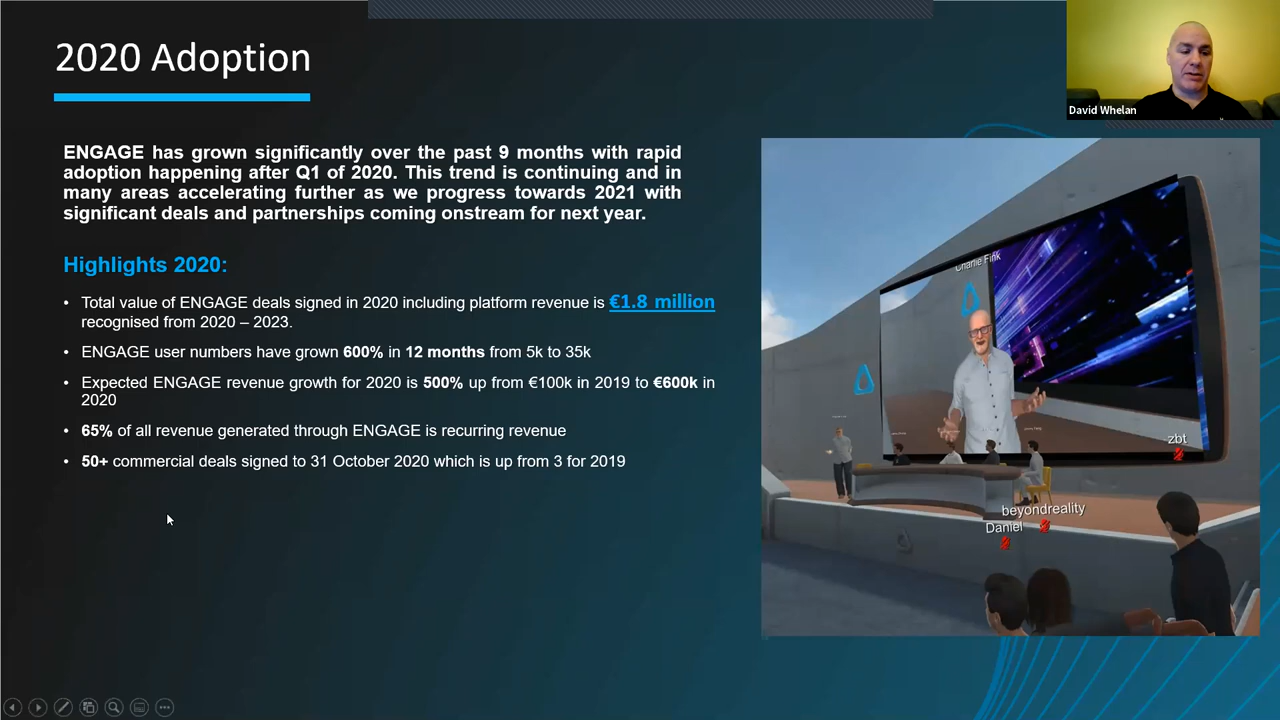 2020 Adoption
David Whelan
ENGAGE has grown significantly over the past 9 months with rapid
adoption happening after Q1 of 2020. This trend is continuing and in
many areas accelerating further as we progress towards 2021 with
significant deals and partnerships coming onstream for next year.
Highlights 2020:
• Total value of ENGAGE deals signed in 2020 including platform revenue is €1.8 million
recognised from 2020 – 2023.
• ENGAGE user numbers have grown 600% in 12 months from 5k to 35k
• Expected ENGAGE revenue growth for 2020 is 500% up from €100k in 2019 to €600k in
2020
• 65% of all revenue generated through ENGAGE is recurring revenue
• 50+ commercial deals signed to 31 October 2020 which is up from 3 for 2019
Charlie Fink
zbt
beyondreality
Daniel